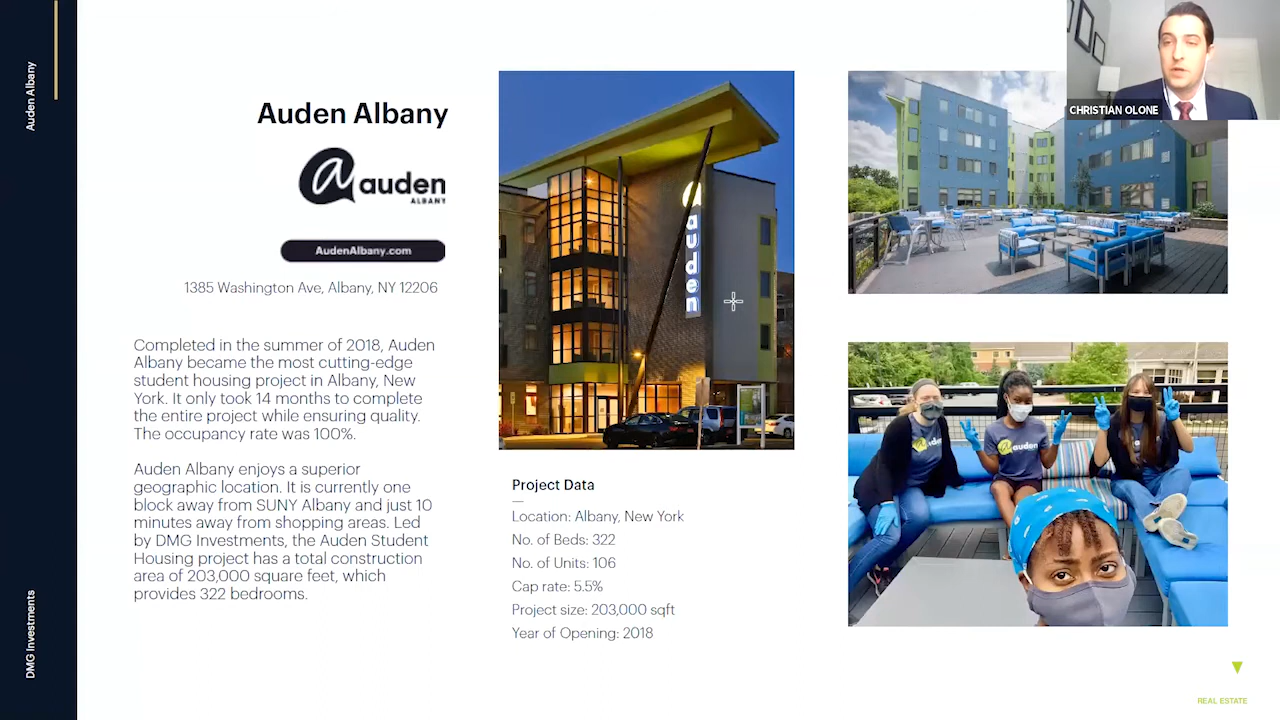 Auden Albany
DMG Investments
Auden Albany
a auden
ALBANY
AudenAlbany.com
1385 Washington Ave, Albany, NY 12206
Completed in the summer of 2018, Auden
Albany became the most cutting-edge
student housing project in Albany, New
York. It only took 14 months to complete
the entire project while ensuring quality.
The occupancy rate was 100%.
Auden Albany enjoys a superior
geographic location. It is currently one
block away from SUNY Albany and just 10
minutes away from shopping areas. Led
by DMG Investments, the Auden Student
Housing project has a total construction
area of 203,000 square feet, which
provides 322 bedrooms.
a auden
Project Data
Location: Albany, New York
No. of Beds: 322
No. of Units: 106
Cap rate: 5.5%
Project size: 203,000 sqft
Year of Opening: 2018
CHRISTIAN OLONE
auden
auden
REAL ESTATE